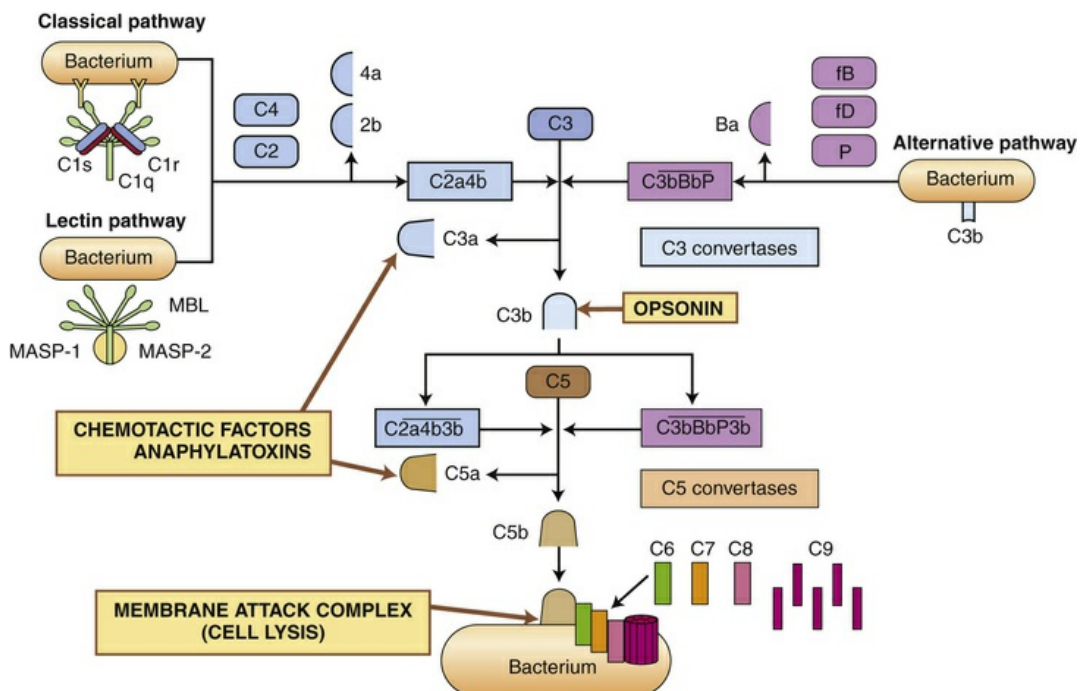 Classical pathway
Bacterium
C1s
C1r
C1q
Lectin pathway
Bacterium
MBL
MASP-1
MASP-2
C4
C2
4a
2b
C2a4b
C3
C3bBbP
Ba
fB
fD
P
Alternative pathway
Bacterium
C3b
C3a
C3 convertases
C3b
OPSONIN
C5
CHEMOTACTIC FACTORS
ANAPHYLATOXINS
C2a4b3b
C3bBbP3b
C5a
C5 convertases
C5b
C6
C7
C8
C9
MEMBRANE ATTACK COMPLEX
(CELL LYSIS)
Bacterium